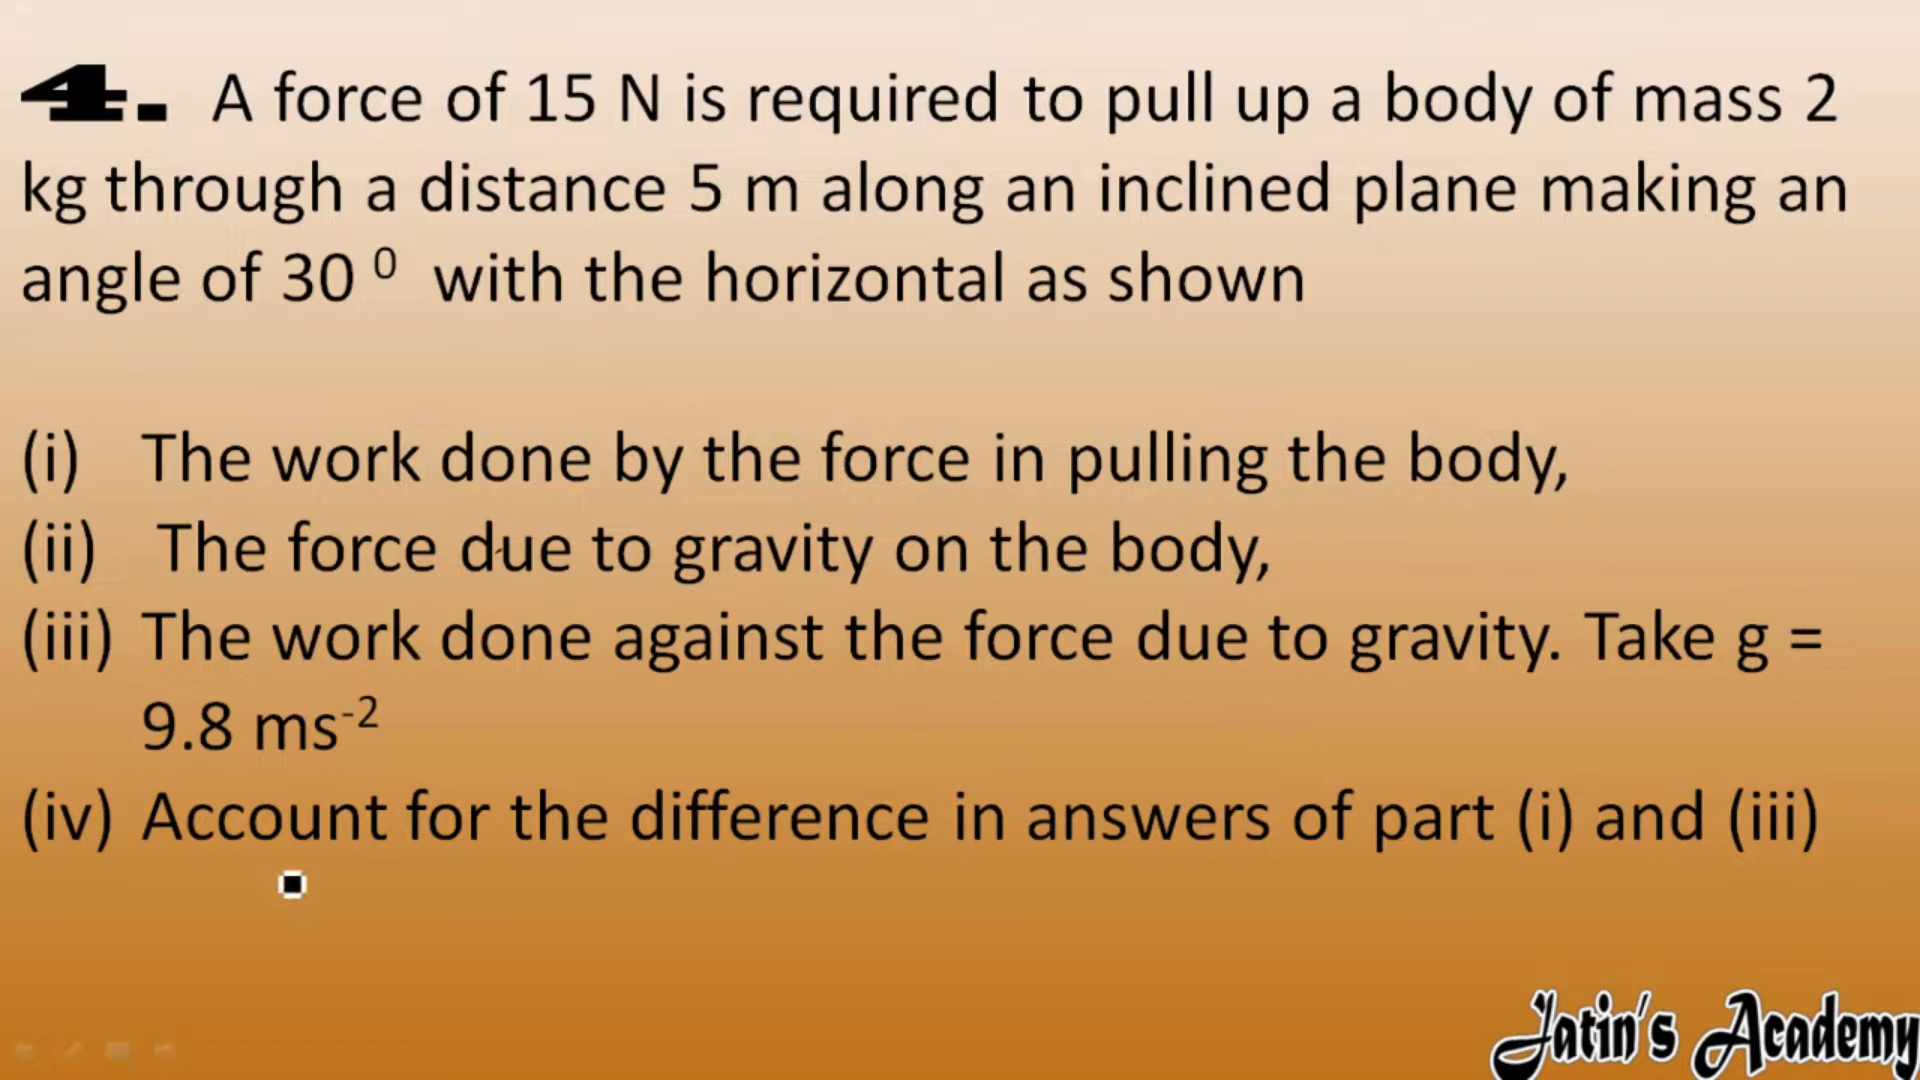 4. A force of 15 N is required to pull up a body of mass 2
kg through a distance 5 m along an inclined plane making an
angle of 30 ⁰ with the horizontal as shown
(i) The work done by the force in pulling the body,
(ii) The force due to gravity on the body,
(iii) The work done against the force due to gravity. Take g =
9.8 ms⁻²
(iv) Account for the difference in answers of part (i) and (iii)
Jatin's Academy